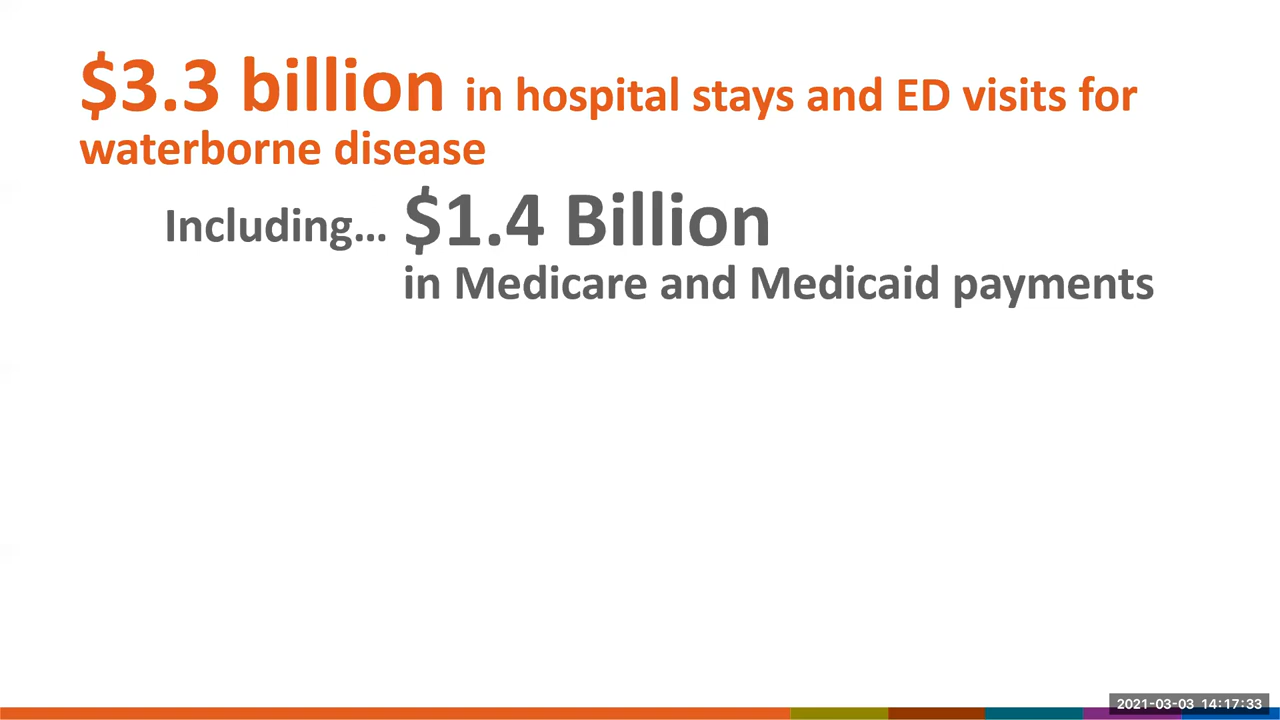 $3.3 billion in hospital stays and ED visits for
waterborne disease
Including… $1.4 Billion
in Medicare and Medicaid payments
2021-03-03 14:17:33